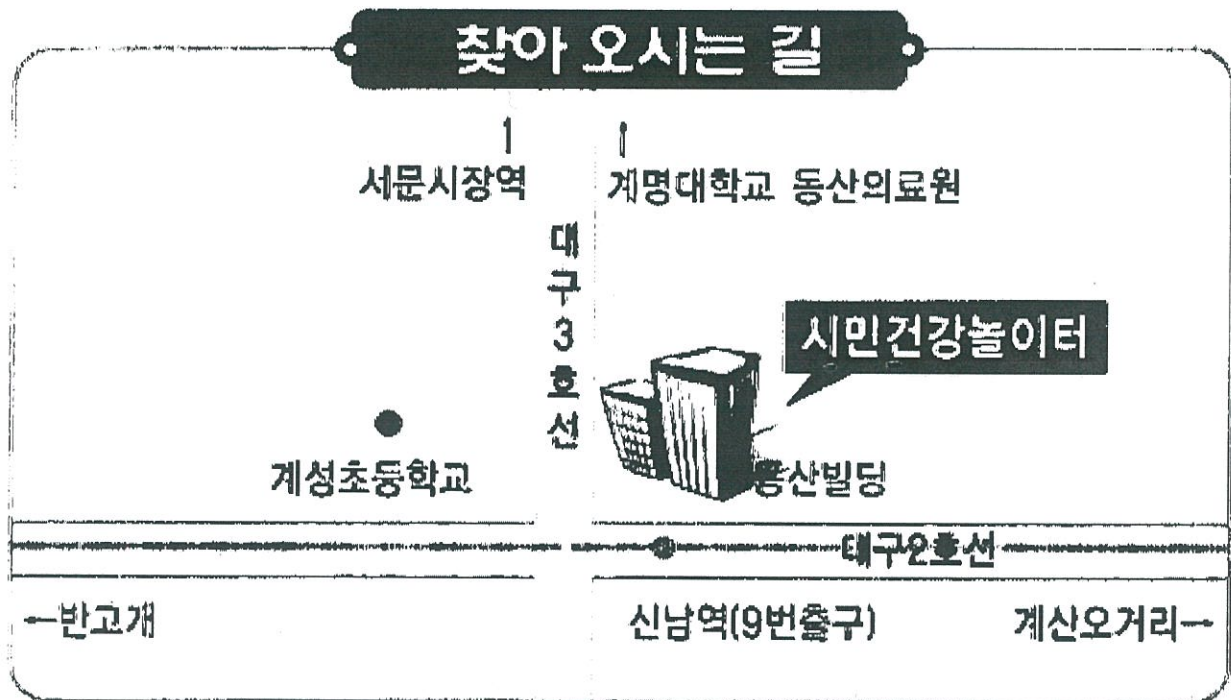 찾아 오시는 길
서문시장역
계명대학교 동산의료원
대구3호선
시민건강놀이터
계성초등학교
동산빌딩
대구2호선
←반고개
신남역(9번출구)
계산오거리→